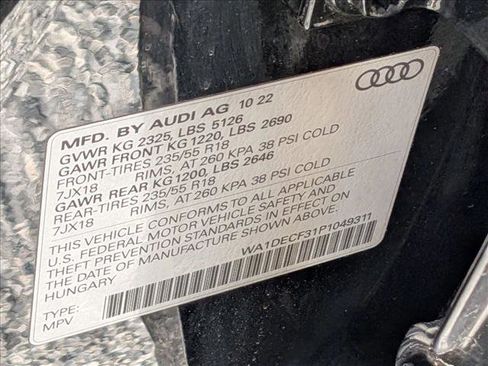 MFD. BY AUDI AG 10 22
GVWR KG 2325, LBS 5126
GAWR FRONT KG 1220, LBS 2690
FRONT-TIRES 235/55 R18
7JX18 RIMS, AT 260 KPA 38 PSI COLD
GAWR REAR KG1200, LBS 2646
REAR-TIRES 235/55 R18
7JX18 RIMS, AT 260 KPA 38 PSI COLD
THIS VEHICLE CONFORMS TO ALL APPLICABLE
U.S. FEDERAL MOTOR VEHICLE SAFETY AND
THEFT PREVENTION STANDARDS IN EFFECT ON
THE DATE OF MANUFACTURE SHOWN ABOVE.
HUNGARY
WA1DECF31P1049311
TYPE:
MPV